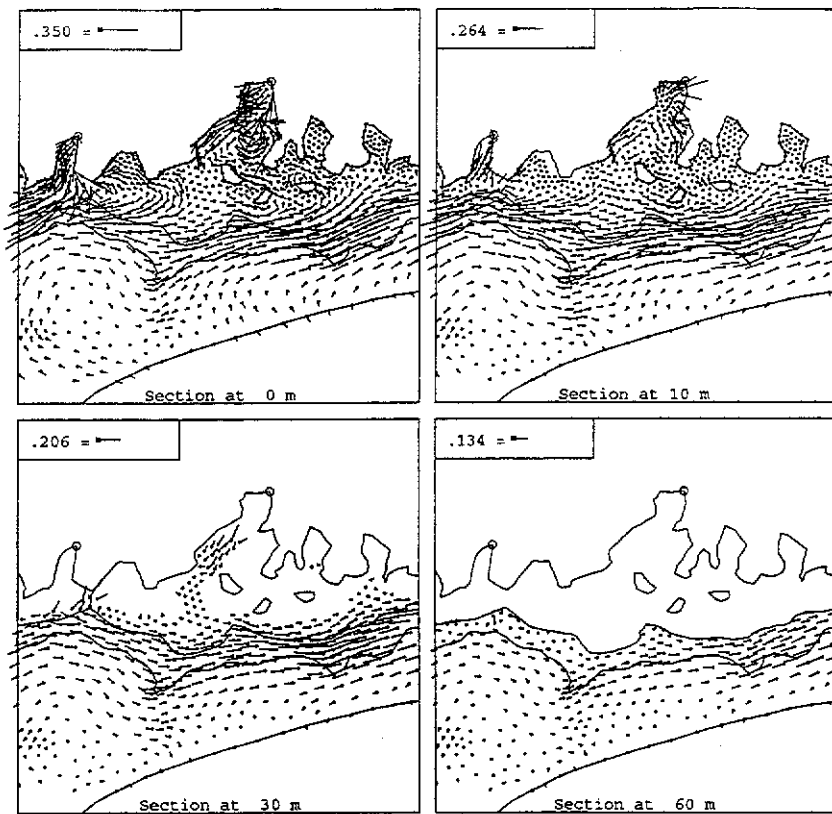 .350 =
.264 =
Section at 0 m
Section at 10 m
.206 =
.134 =
Section at 30 m
Section at 60 m